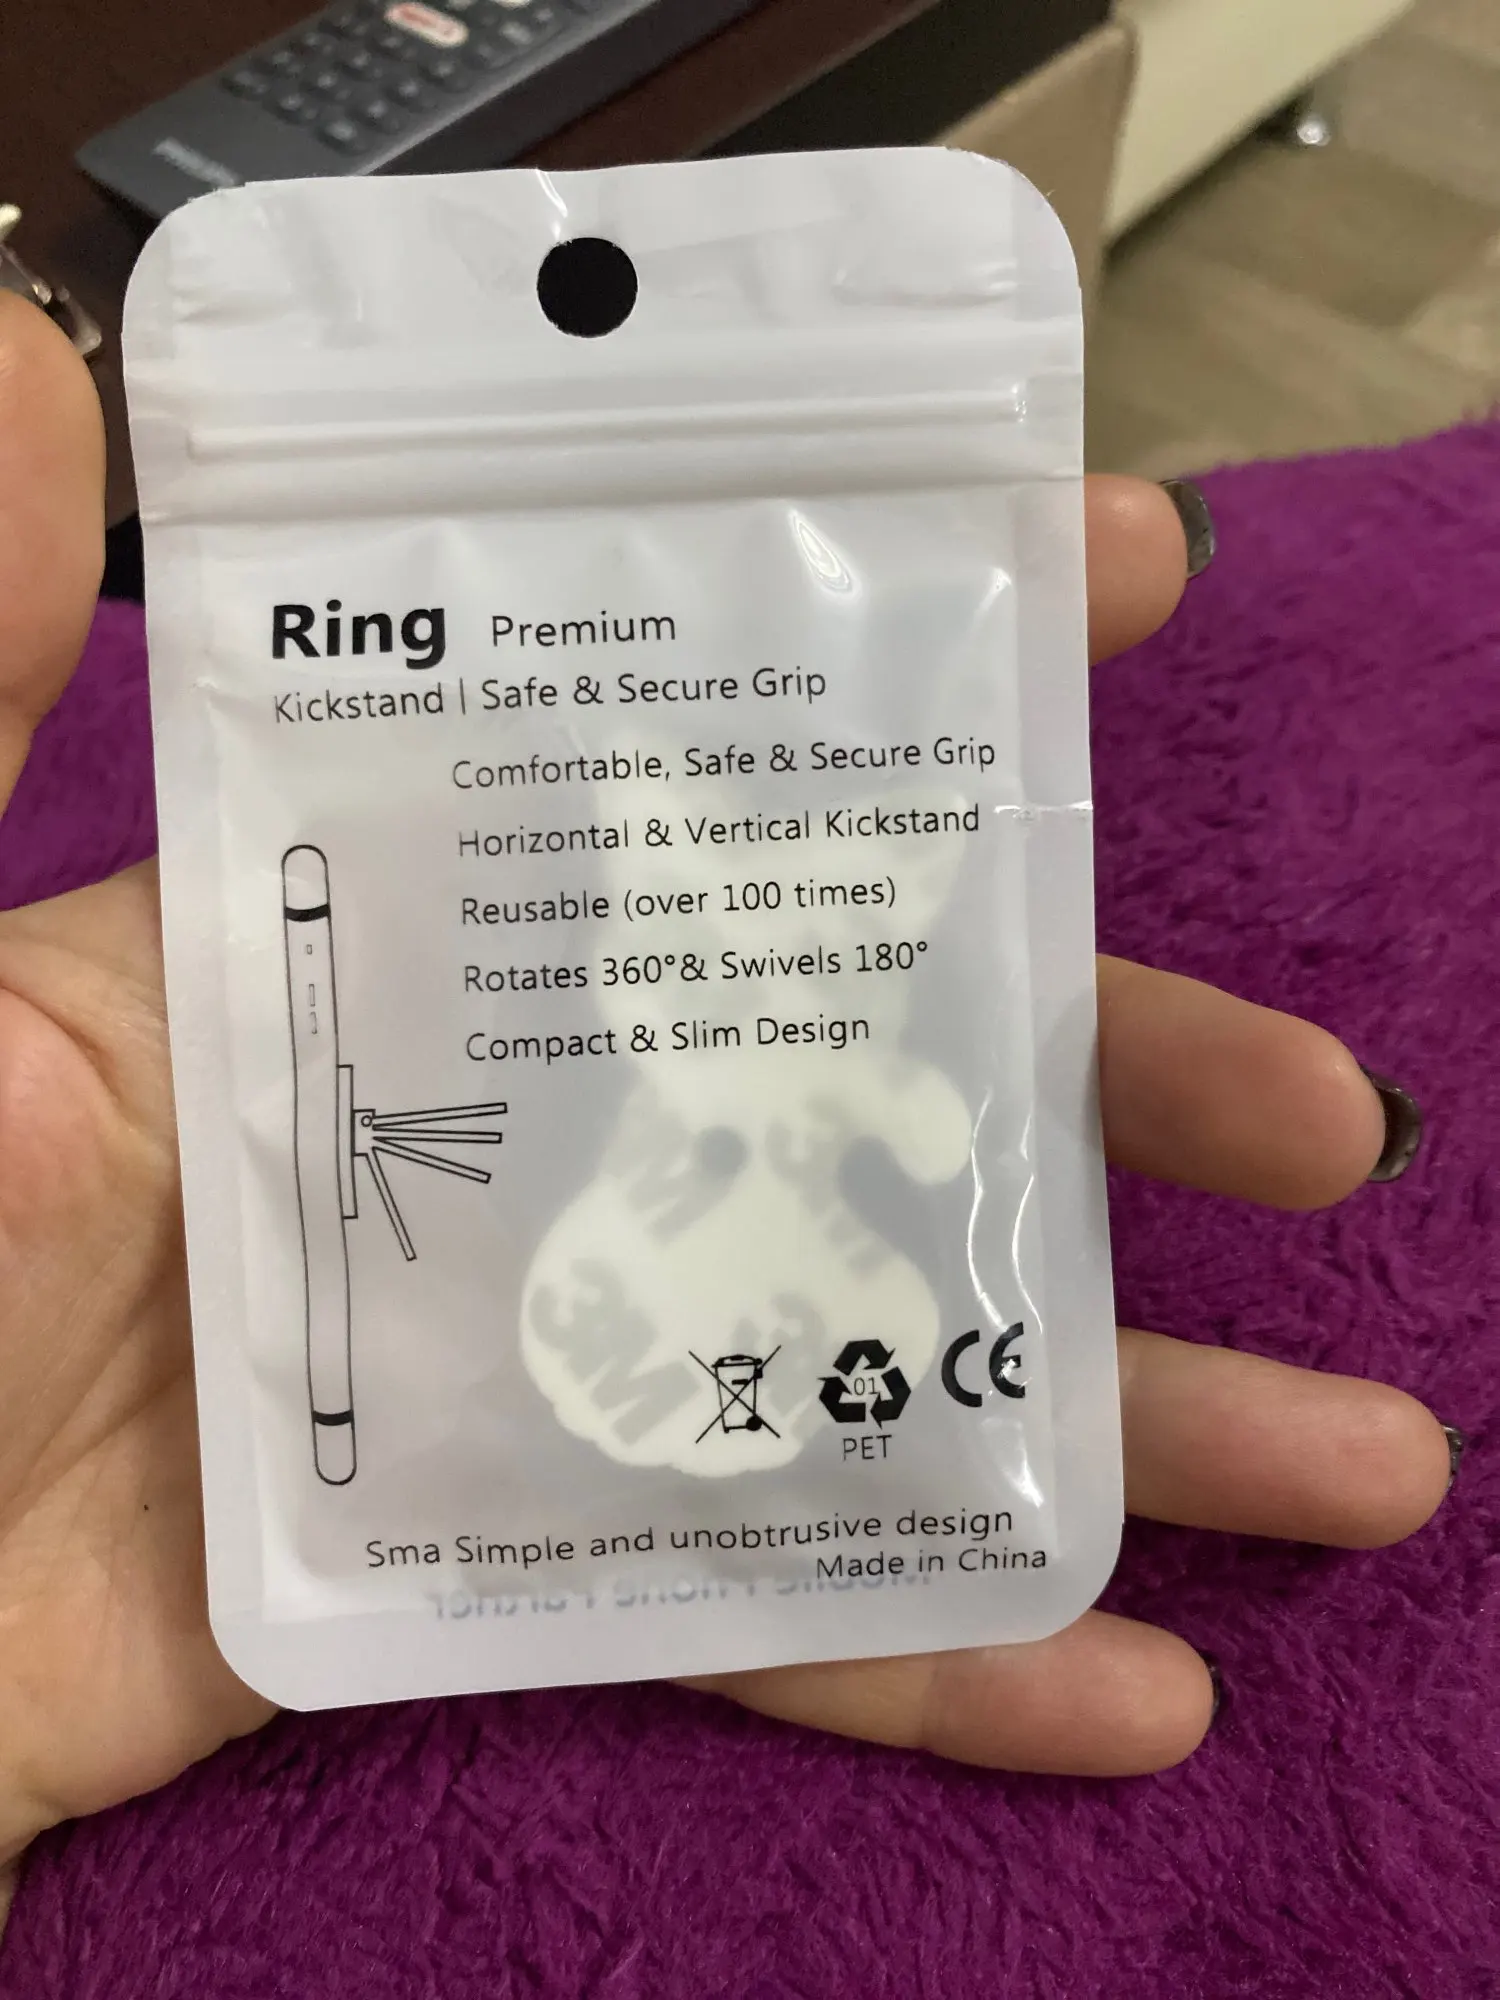 Ring Premium
Kickstand | Safe & Secure Grip
Comfortable, Safe & Secure Grip
Horizontal & Vertical Kickstand
Reusable (over 100 times)
Rotates 360°& Swivels 180°
Compact & Slim Design
3M
01
CE
PET
Sma Simple and unobtrusive design
Made in China